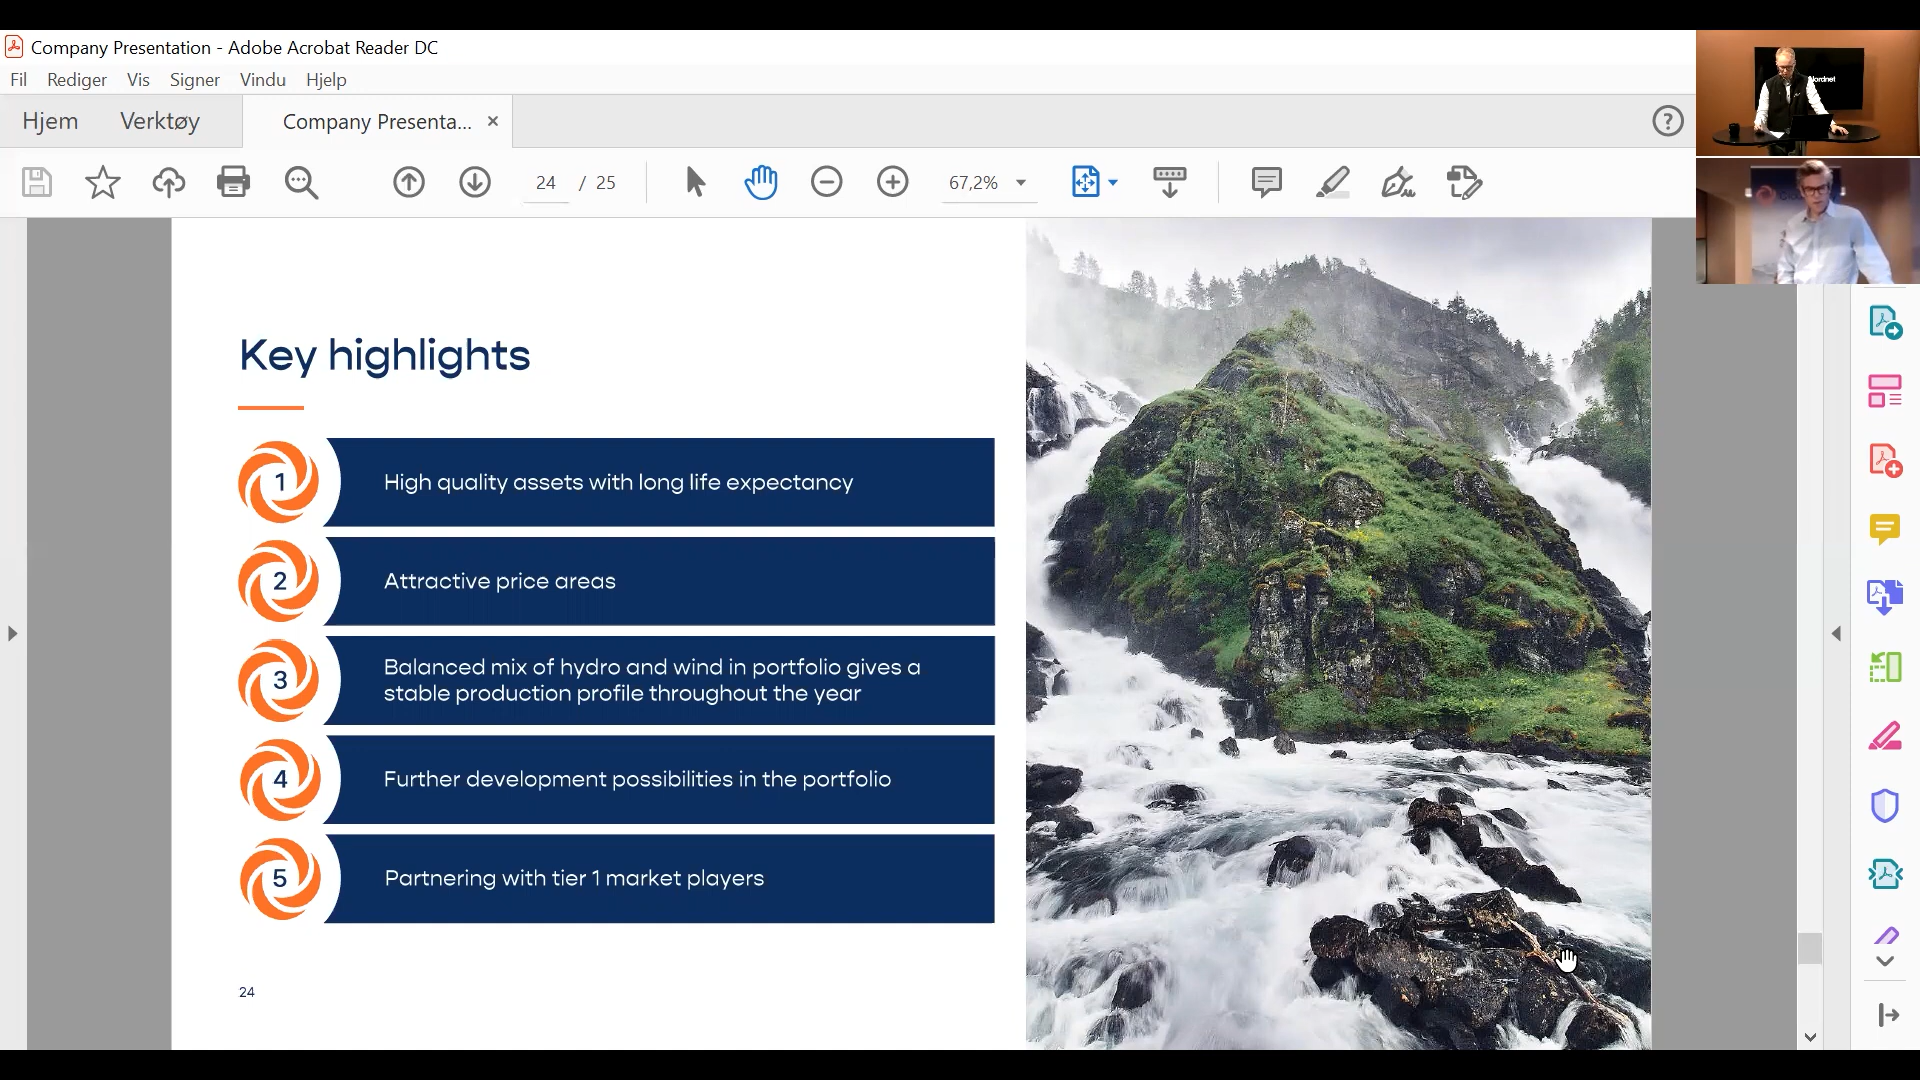 Company Presentation - Adobe Acrobat Reader DC
Fil Rediger Vis Signer Vindu Hjelp
Hjem Verktøy Company Presenta...
24 / 25 67,2%
Key highlights
1 High quality assets with long life expectancy
2 Attractive price areas
3 Balanced mix of hydro and wind in portfolio gives a
stable production profile throughout the year
4 Further development possibilities in the portfolio
5 Partnering with tier 1 market players
24